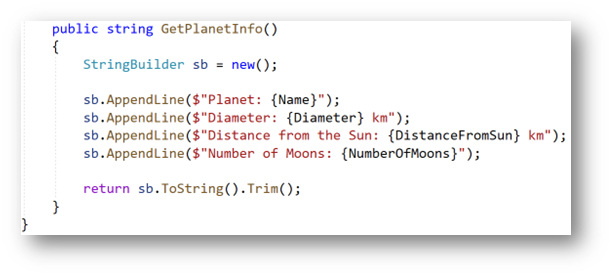 public string GetPlanetInfo()
{
StringBuilder sb = new();
sb.AppendLine($"Planet: {Name}");
sb.AppendLine($"Diameter: {Diameter} km");
sb.AppendLine($"Distance from the Sun: {DistanceFromSun} km");
sb.AppendLine($"Number of Moons: {NumberOfMoons}");
return sb.ToString().Trim();
}
}